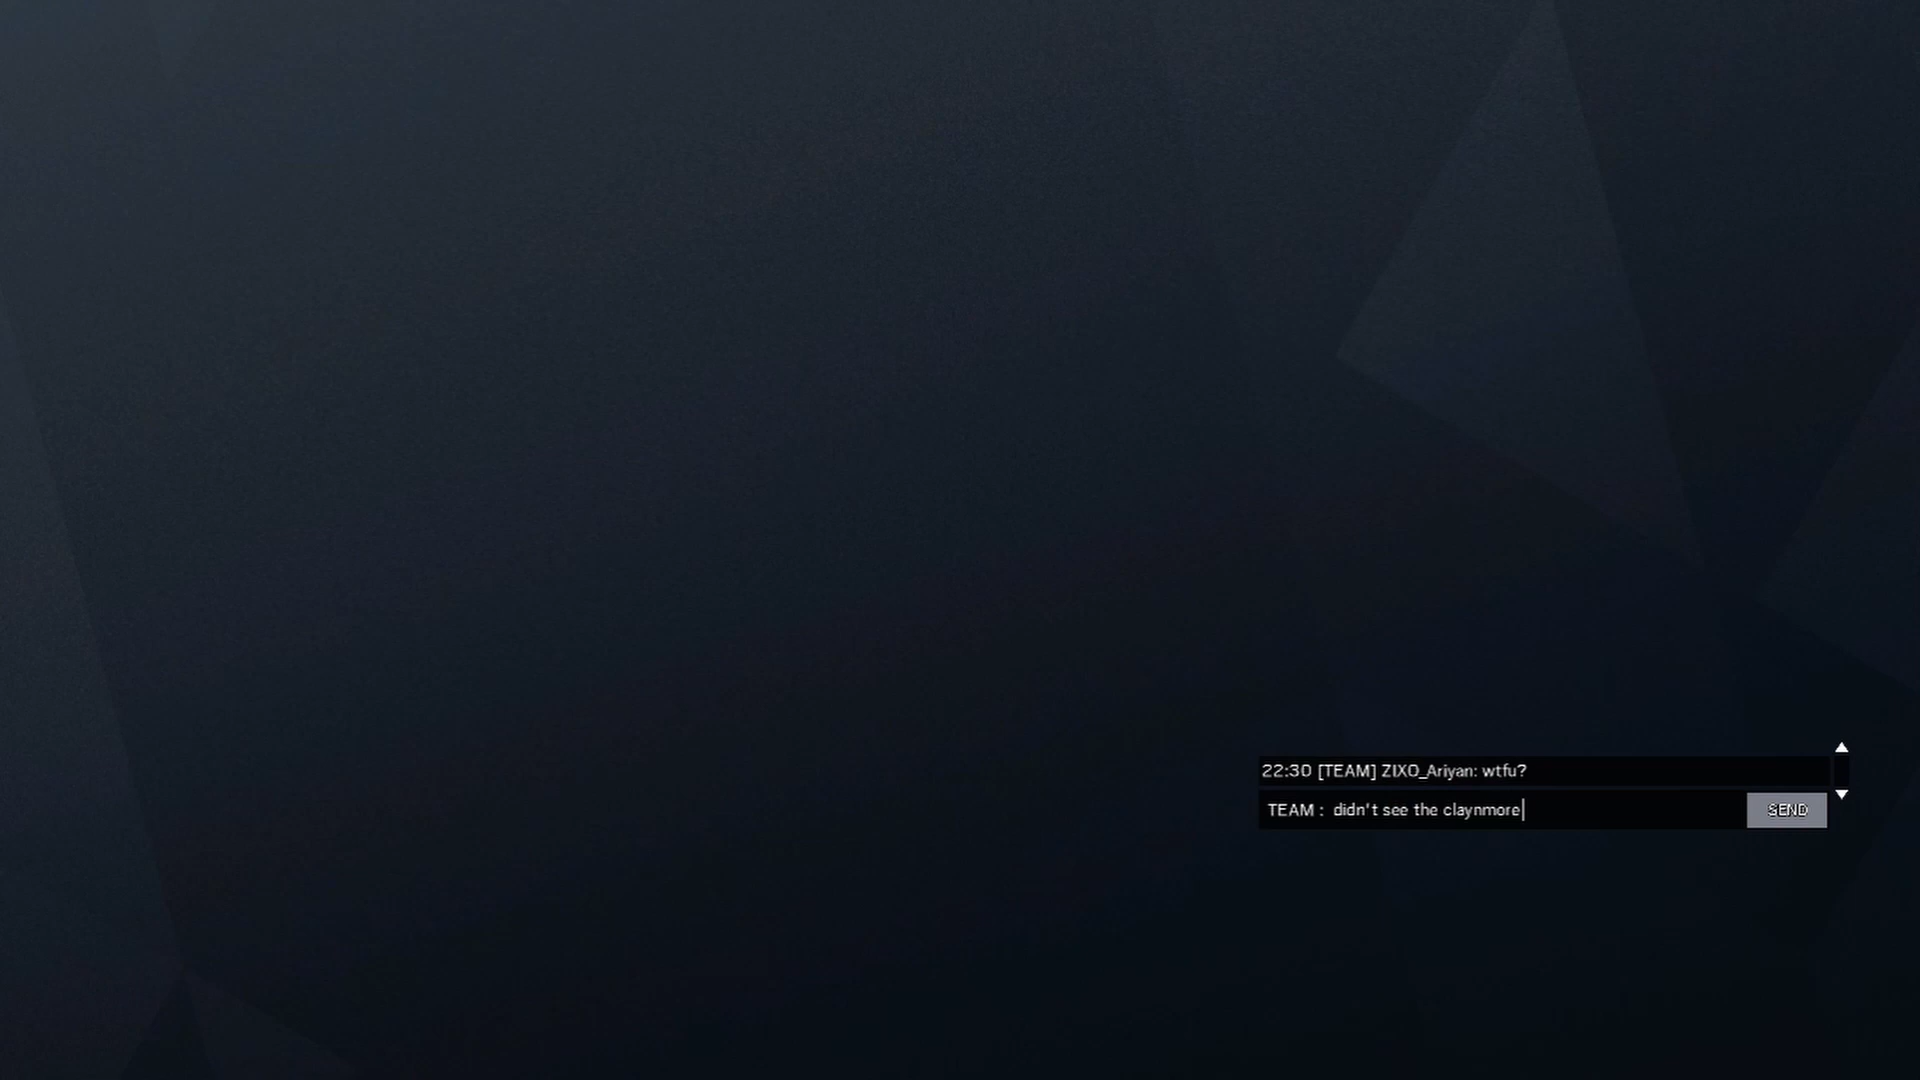 22:30 [TEAM] ZIXO_Ariyan: wtfu?
TEAM : didn't see the claynmore
SEND